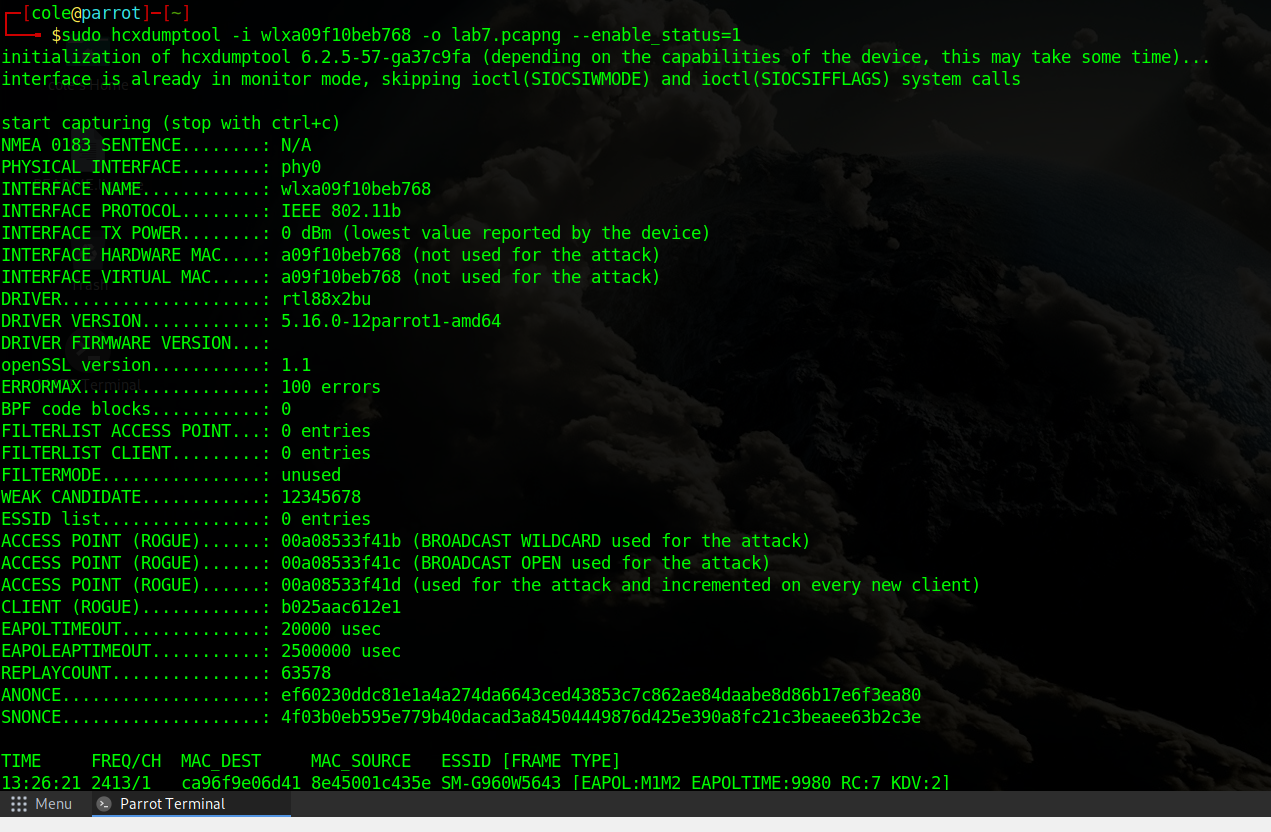 [cole@parrot]-[~]
$sudo hcxdumptool -i wlxa09f10beb768 -o lab7.pcapng --enable_status=1
initialization of hcxdumptool 6.2.5-57-ga37c9fa (depending on the capabilities of the device, this may take some time)...
interface is already in monitor mode, skipping ioctl(SIOCSIWMODE) and ioctl(SIOCSIFFLAGS) system calls
start capturing (stop with ctrl+c)
NMEA 0183 SENTENCE........: N/A
PHYSICAL INTERFACE........: phy0
INTERFACE NAME............: wlxa09f10beb768
INTERFACE PROTOCOL........: IEEE 802.11b
INTERFACE TX POWER........: 0 dBm (lowest value reported by the device)
INTERFACE HARDWARE MAC....: a09f10beb768 (not used for the attack)
INTERFACE VIRTUAL MAC.....: a09f10beb768 (not used for the attack)
DRIVER....................: rtl88x2bu
DRIVER VERSION............: 5.16.0-12parrot1-amd64
DRIVER FIRMWARE VERSION...:
openSSL version...........: 1.1
ERRORMAX..................: 100 errors
BPF code blocks...........: 0
FILTERLIST ACCESS POINT...: 0 entries
FILTERLIST CLIENT.........: 0 entries
FILTERMODE................: unused
WEAK CANDIDATE............: 12345678
ESSID list................: 0 entries
ACCESS POINT (ROGUE)......: 00a08533f41b (BROADCAST WILDCARD used for the attack)
ACCESS POINT (ROGUE)......: 00a08533f41c (BROADCAST OPEN used for the attack)
ACCESS POINT (ROGUE)......: 00a08533f41d (used for the attack and incremented on every new client)
CLIENT (ROGUE)............: b025aac612e1
EAPOLTIMEOUT..............: 20000 usec
EAPOLEAPTIMEOUT...........: 2500000 usec
REPLAYCOUNT...............: 63578
ANONCE....................: ef60230ddc81e1a4a274da6643ced43853c7c862ae84daabe8d86b17e6f3ea80
SNONCE....................: 4f03b0eb595e779b40dacad3a84504449876d425e390a8fc21c3beaee63b2c3e
TIME     FREQ/CH  MAC_DEST     MAC_SOURCE   ESSID [FRAME TYPE]
13:26:21 2413/1   ca96f9e06d41 8e45001c435e SM-G960W5643 [EAPOL:M1M2 EAPOLTIME:9980 RC:7 KDV:2]
Menu Parrot Terminal